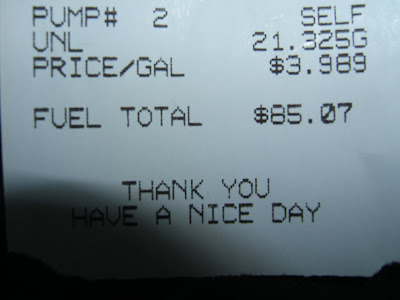 PUMP# 2 SELF
UNL 21.325G
PRICE/GAL $3.989
FUEL TOTAL $85.07
THANK YOU
HAVE A NICE DAY